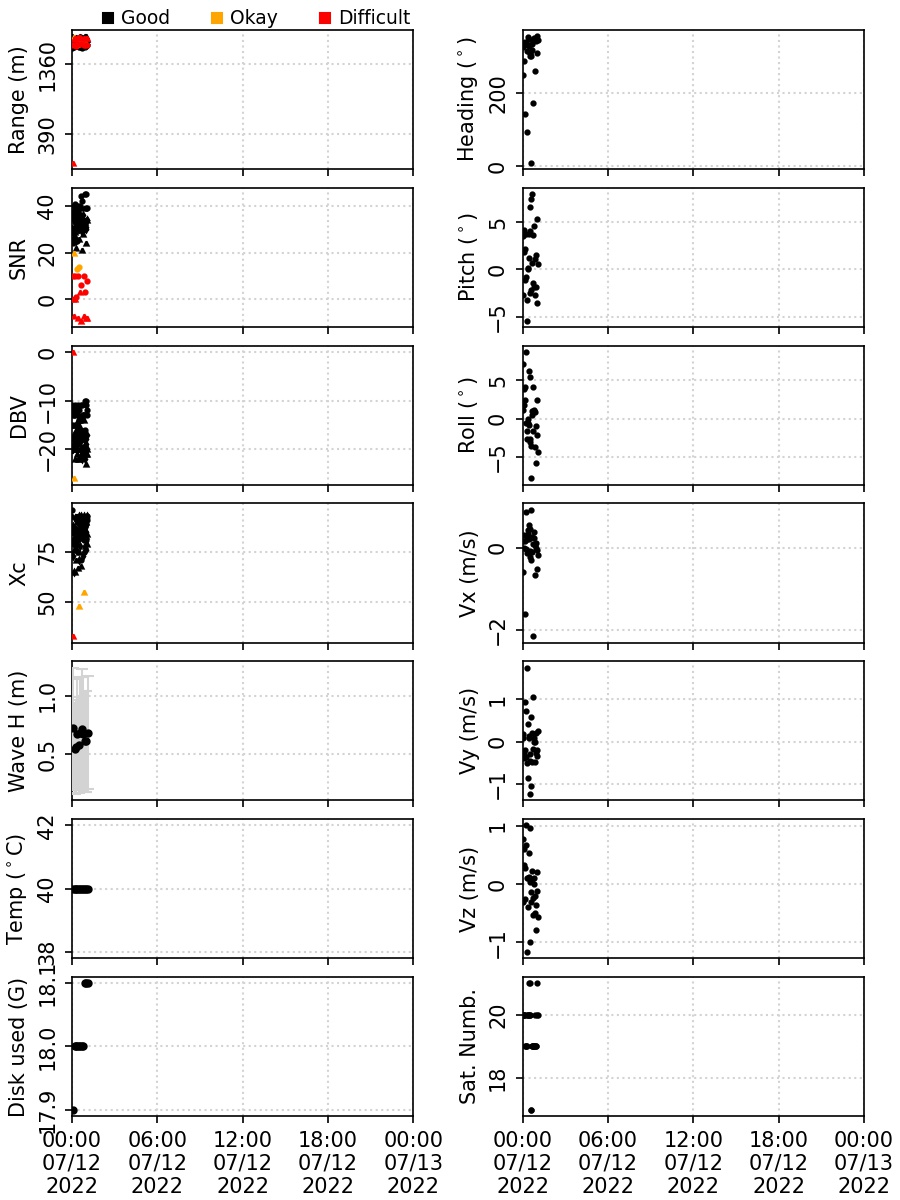 Good Okay Difficult
Range (m)
1360
390
Heading (°)
200
0
SNR
40
20
0
Pitch (°)
5
0
−5
DBV
0
−10
−20
Roll (°)
5
0
−5
Xc
75
50
Vx (m/s)
0
−2
Wave H (m)
1.0
0.5
Vy (m/s)
1
0
−1
Temp (°C)
42
40
38
Vz (m/s)
1
0
−1
Disk used (G)
18.1
18.0
17.9
Sat. Numb.
20
18
00:00 06:00 12:00 18:00 00:00 00:00 06:00 12:00 18:00 00:00
07/12 07/12 07/12 07/12 07/13 07/12 07/12 07/12 07/12 07/13
2022 2022 2022 2022 2022 2022 2022 2022 2022 2022